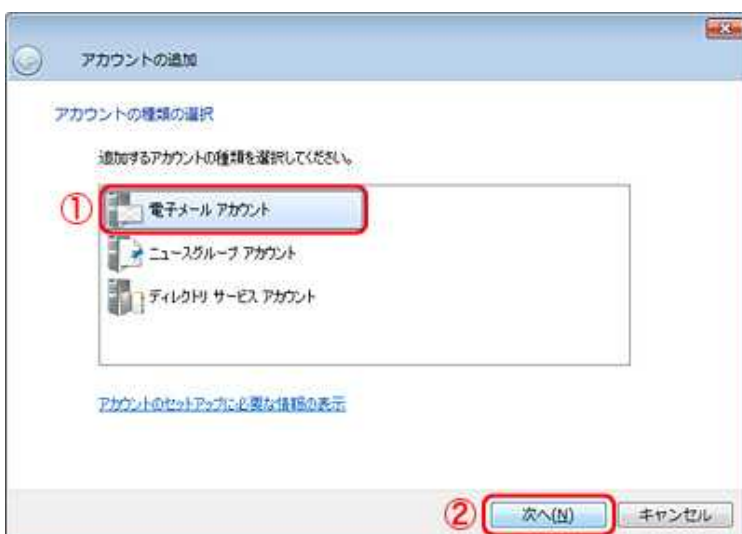 アカウントの追加
アカウントの種類の選択
追加するアカウントの種類を選択してください。
① 電子メール アカウント
ニュースグループ アカウント
ディレクトリ サービス アカウント
アカウントのセットアップに必要な情報の表示
② 次へ(N) キャンセル